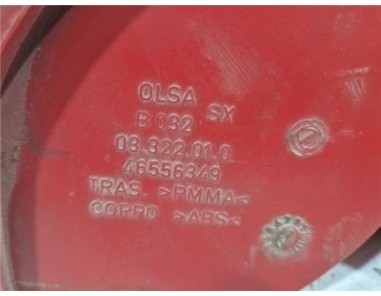 OLSA SX
B 032
03.322.01.0
46556349
TRAS. >PMMA<
CORPO >ABS<